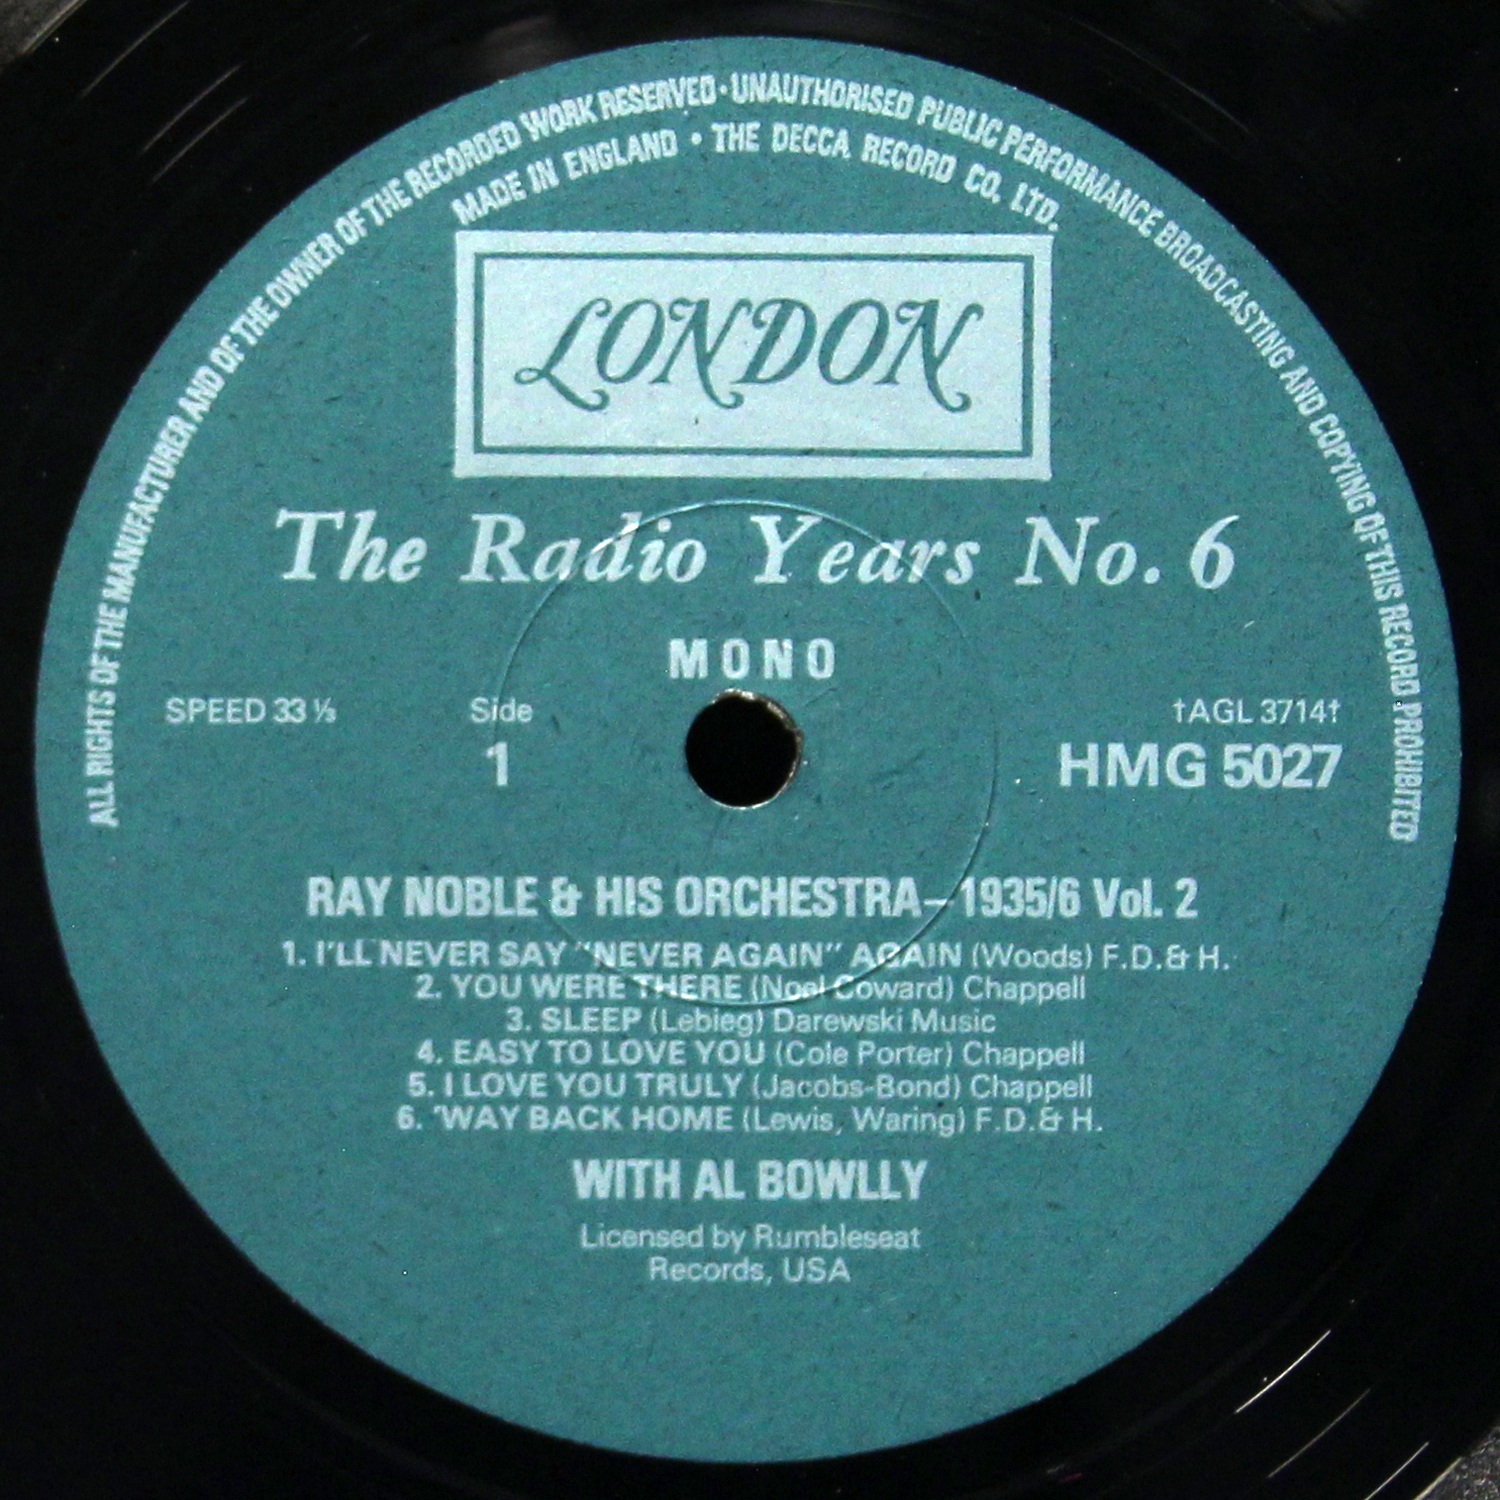 ALL RIGHTS OF THE MANUFACTURER AND OF THE OWNER OF THE RECORDED WORK RESERVED · UNAUTHORISED PUBLIC PERFORMANCE BROADCASTING AND COPYING OF THIS RECORD PROHIBITED
MADE IN ENGLAND • THE DECCA RECORD CO. LTD.
LONDON
The Radio Years No. 6
MONO
SPEED 33 ⅓ Side †AGL 3714†
1 HMG 5027
RAY NOBLE & HIS ORCHESTRA–1935/6 Vol. 2
1. I'LL NEVER SAY "NEVER AGAIN" AGAIN (Woods) F.D.& H.
2. YOU WERE THERE (Noel Coward) Chappell
3. SLEEP (Lebieg) Darewski Music
4. EASY TO LOVE YOU (Cole Porter) Chappell
5. I LOVE YOU TRULY (Jacobs-Bond) Chappell
6. 'WAY BACK HOME (Lewis, Waring) F.D.& H.
WITH AL BOWLLY
Licensed by Rumbleseat
Records, USA